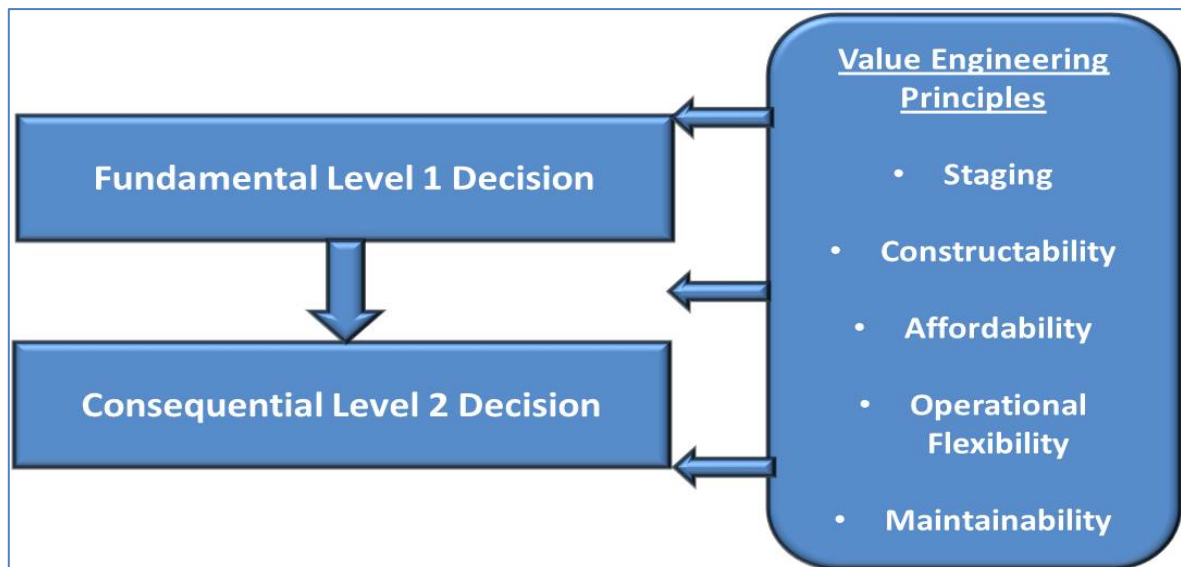 Fundamental Level 1 Decision
Consequential Level 2 Decision
Value Engineering
Principles
• Staging
• Constructability
• Affordability
• Operational
Flexibility
• Maintainability